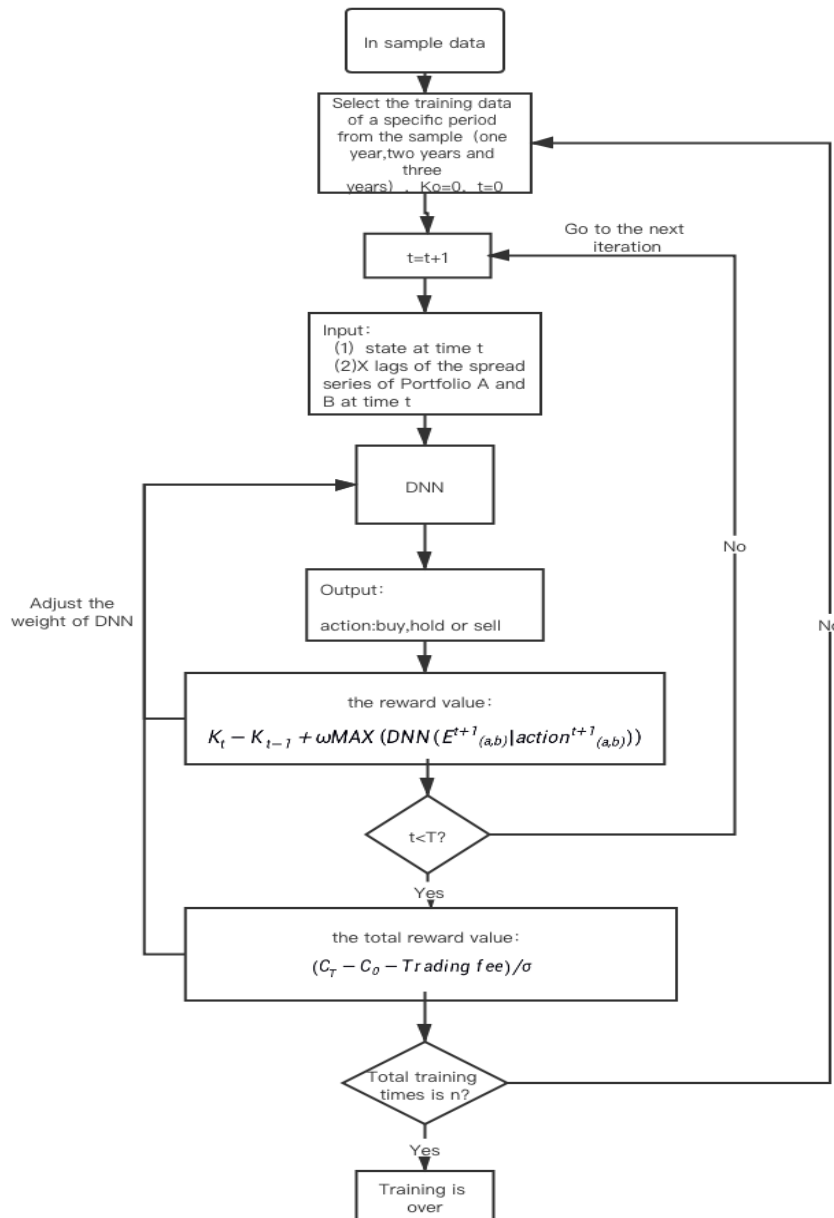 In sample data
Select the training data
of a specific period
from the sample（one
year,two years and
three
years）, Ko=0, t=0
Go to the next
iteration
t=t+1
Input:
（1）state at time t
（2)X lags of the spread
series of Portfolio A and
B at time t
DNN
No
Output:
action:buy,hold or sell
Adjust the
weight of DNN
No
the reward value:
K_t − K_{t−1} + ωMAX (DNN (E^{t+1}_{(a,b)}|action^{t+1}_{(a,b)}))
t<T?
Yes
the total reward value:
(C_T − C_0 − Trading fee)/σ
Total training
times is n?
Yes
Training is
over